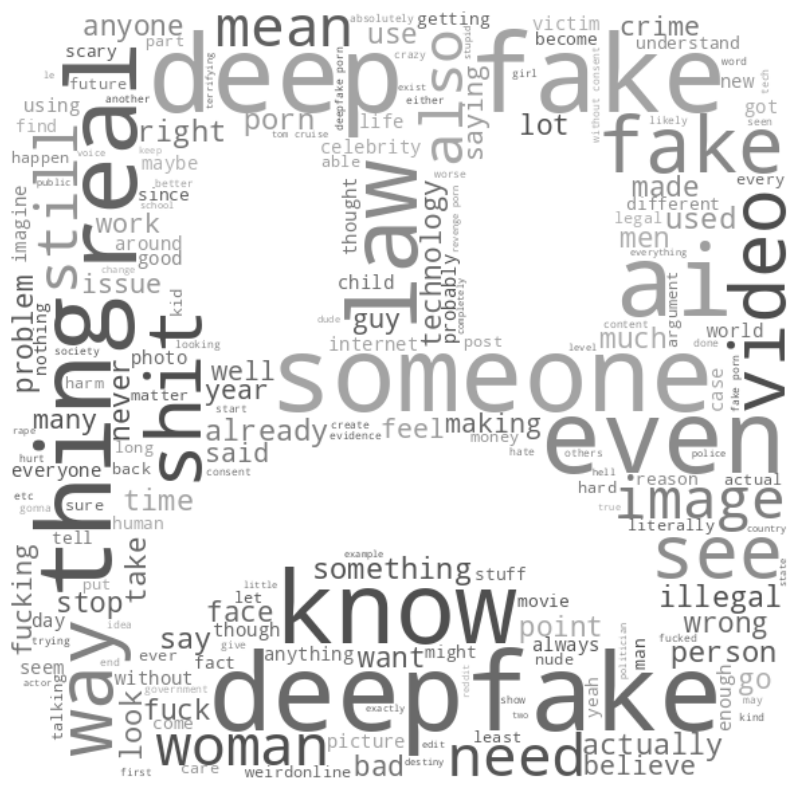 absolutely
getting
victim
crime
anyone
mean
use
become
understand
part
scary
crazy
stupid
deep fake
girl
word
le
future
terrifying
deepfake porn
also
saying
exist
either
without consent
new
tech
another
using
porn
life
lot
likely
got
seen
find
real
still
right
tom cruise
fake
voice
keep
celebrity
happen
maybe
able
worse
every
public
better
made
school
since
thought
law
technology
revenge porn
different
imagine
work
legal
used
video
around
men
good
probably
everything
change
issue
child
completely
ai
argument
problem
nothing
thing
kid
guy
dude
content
world
society
shit
looking
internet
post
much
level
done
never
photo
well
someone
case
fake porn
harm
matter
year
many
start
already
create
feel
making
even
rape
long
said
evidence
money
others
police
hurt
everyone
back
consent
hate
hell
reason
actual
etc
sure
time
hard
image
gonna
human
true
literally
country
tell
example
see
state
fucking
take
something
stuff
put
little
stop
let
face
know
movie
illegal
day
idea
though
point
wrong
trying
way
say
give
politician
man
person
end
ever
fact
anything
want
might
always
fucked
seem
nude
talking
actor
without
government
deepfake
reddit
show
yeah
enough
go
may
look
fuck
exactly
two
kind
come
woman
picture
edit
least
need
actually
first
care
weirdonline
bad
destiny
believe